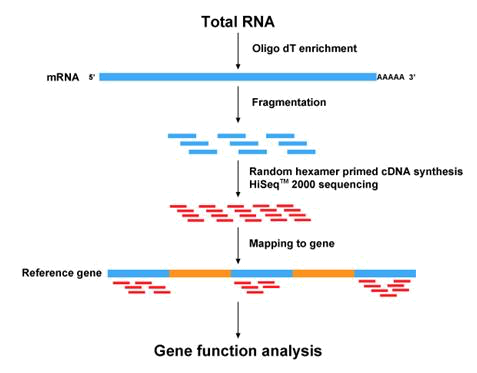 Total RNA
Oligo dT enrichment
mRNA 5' AAAAA 3'
Fragmentation
Random hexamer primed cDNA synthesis
HiSeq™ 2000 sequencing
Mapping to gene
Reference gene
Gene function analysis